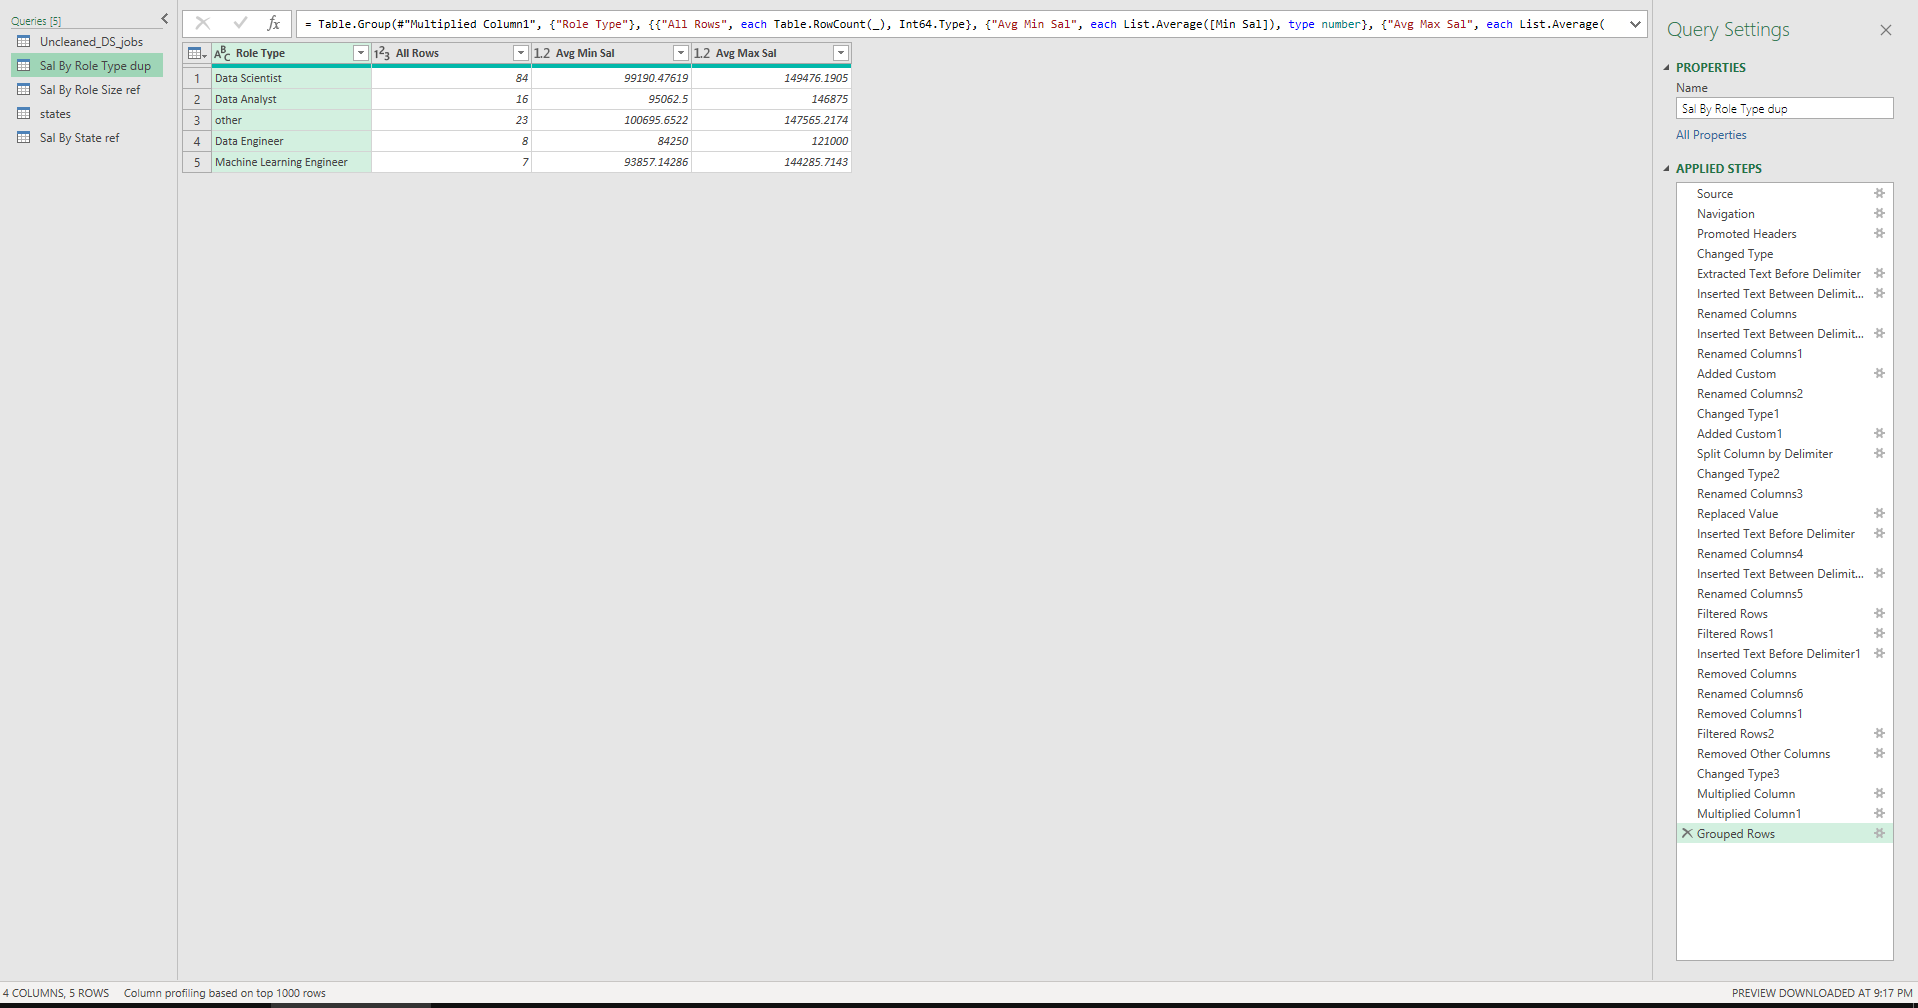 Queries [5]
Uncleaned_DS_jobs
Sal By Role Type dup
Sal By Role Size ref
states
Sal By State ref
fx = Table.Group(#"Multiplied Column1", {"Role Type"}, {{"All Rows", each Table.RowCount(_), Int64.Type}, {"Avg Min Sal", each List.Average([Min Sal]), type number}, {"Avg Max Sal", each List.Average(
ABC Role Type 123 All Rows 1.2 Avg Min Sal 1.2 Avg Max Sal
1 Data Scientist 84 99190.47619 149476.1905
2 Data Analyst 16 95062.5 146875
3 other 23 100695.6522 147565.2174
4 Data Engineer 8 84250 121000
5 Machine Learning Engineer 7 93857.14286 144285.7143
Query Settings
PROPERTIES
Name
Sal By Role Type dup
All Properties
APPLIED STEPS
Source
Navigation
Promoted Headers
Changed Type
Extracted Text Before Delimiter
Inserted Text Between Delimit...
Renamed Columns
Inserted Text Between Delimit...
Renamed Columns1
Added Custom
Renamed Columns2
Changed Type1
Added Custom1
Split Column by Delimiter
Changed Type2
Renamed Columns3
Replaced Value
Inserted Text Before Delimiter
Renamed Columns4
Inserted Text Between Delimit...
Renamed Columns5
Filtered Rows
Filtered Rows1
Inserted Text Before Delimiter1
Removed Columns
Renamed Columns6
Removed Columns1
Filtered Rows2
Removed Other Columns
Changed Type3
Multiplied Column
Multiplied Column1
Grouped Rows
4 COLUMNS, 5 ROWS Column profiling based on top 1000 rows
PREVIEW DOWNLOADED AT 9:17 PM